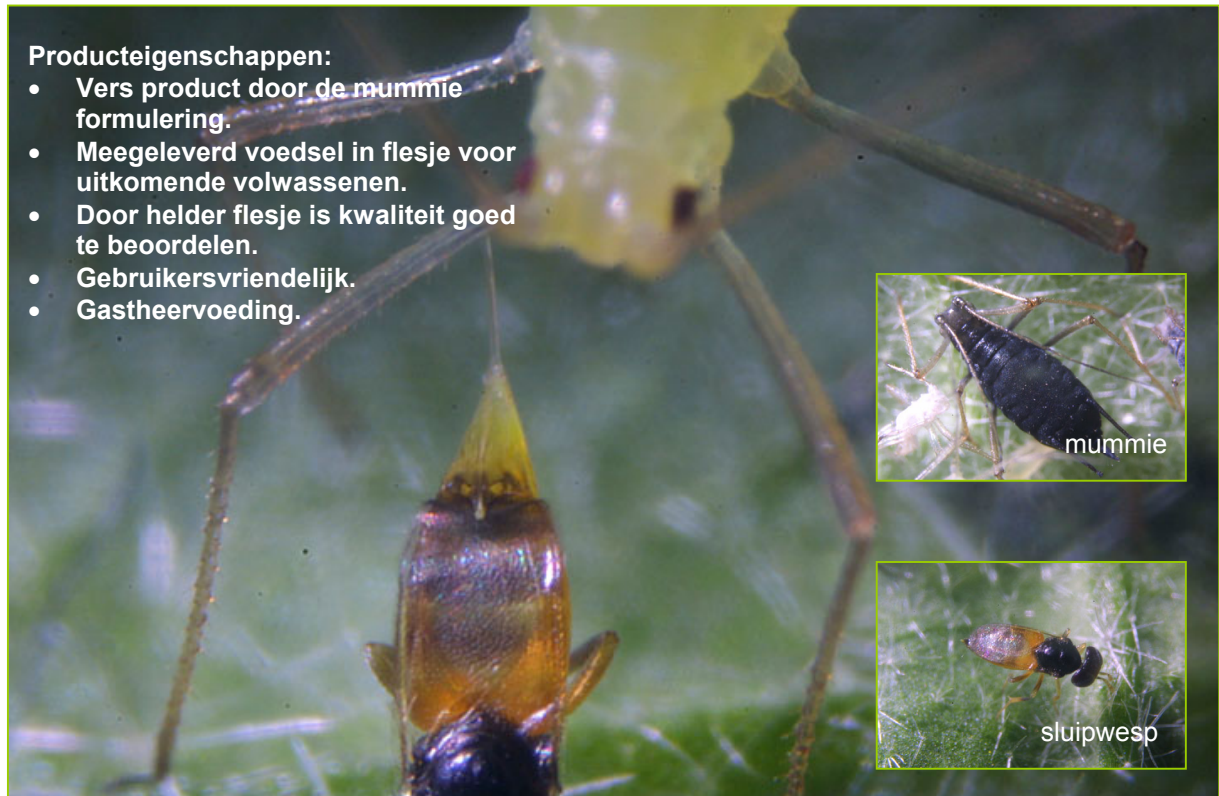 Producteigenschappen:
• Vers product door de mummie
formulering.
• Meegeleverd voedsel in flesje voor
uitkomende volwassenen.
• Door helder flesje is kwaliteit goed
te beoordelen.
• Gebruikersvriendelijk.
• Gastheervoeding.
mummie
sluipwesp